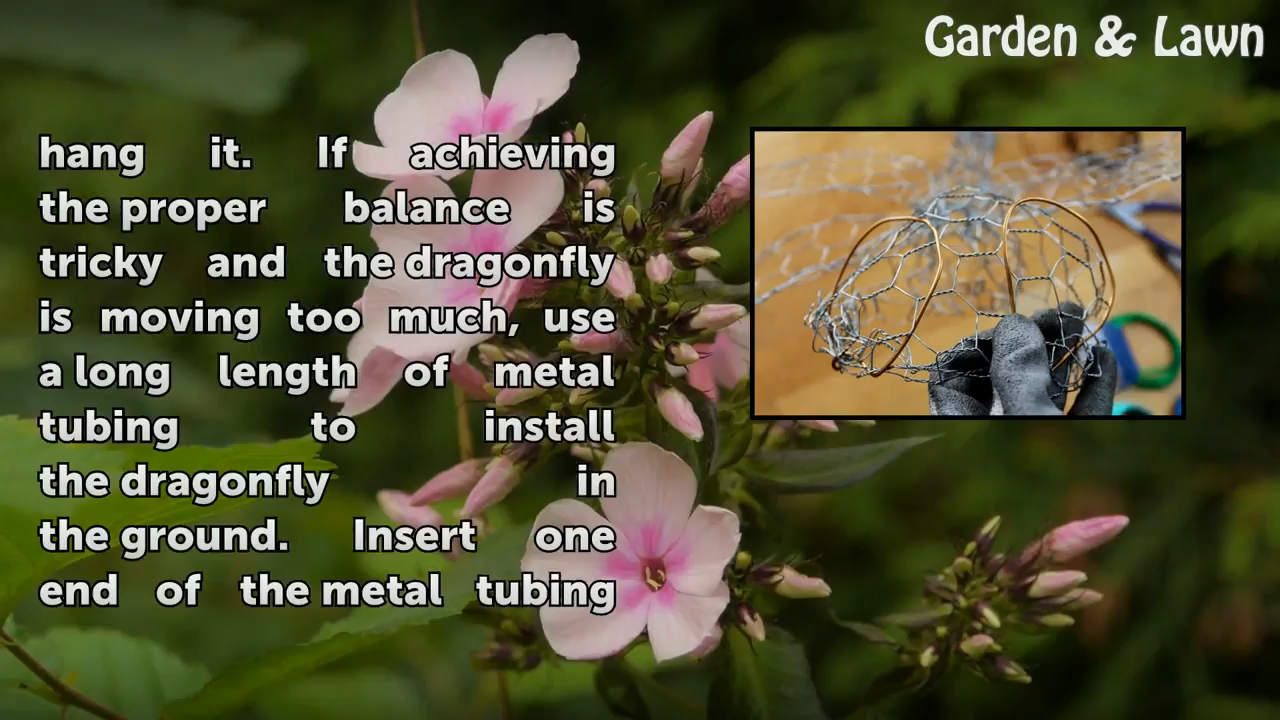 Garden & Lawn
hang it. If achieving
the proper balance is
tricky and the dragonfly
is moving too much, use
a long length of metal
tubing to install
the dragonfly in
the ground. Insert one
end of the metal tubing